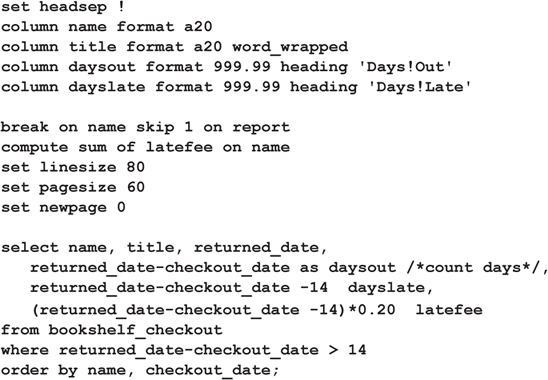 set headsep !
column name format a20
column title format a20 word_wrapped
column daysout format 999.99 heading 'Days!Out'
column dayslate format 999.99 heading 'Days!Late'
break on name skip 1 on report
compute sum of latefee on name
set linesize 80
set pagesize 60
set newpage 0
select name, title, returned_date,
returned_date-checkout_date as daysout /*count days*/,
returned_date-checkout_date -14  dayslate,
(returned_date-checkout_date -14)*0.20  latefee
from bookshelf_checkout
where returned_date-checkout_date > 14
order by name, checkout_date;